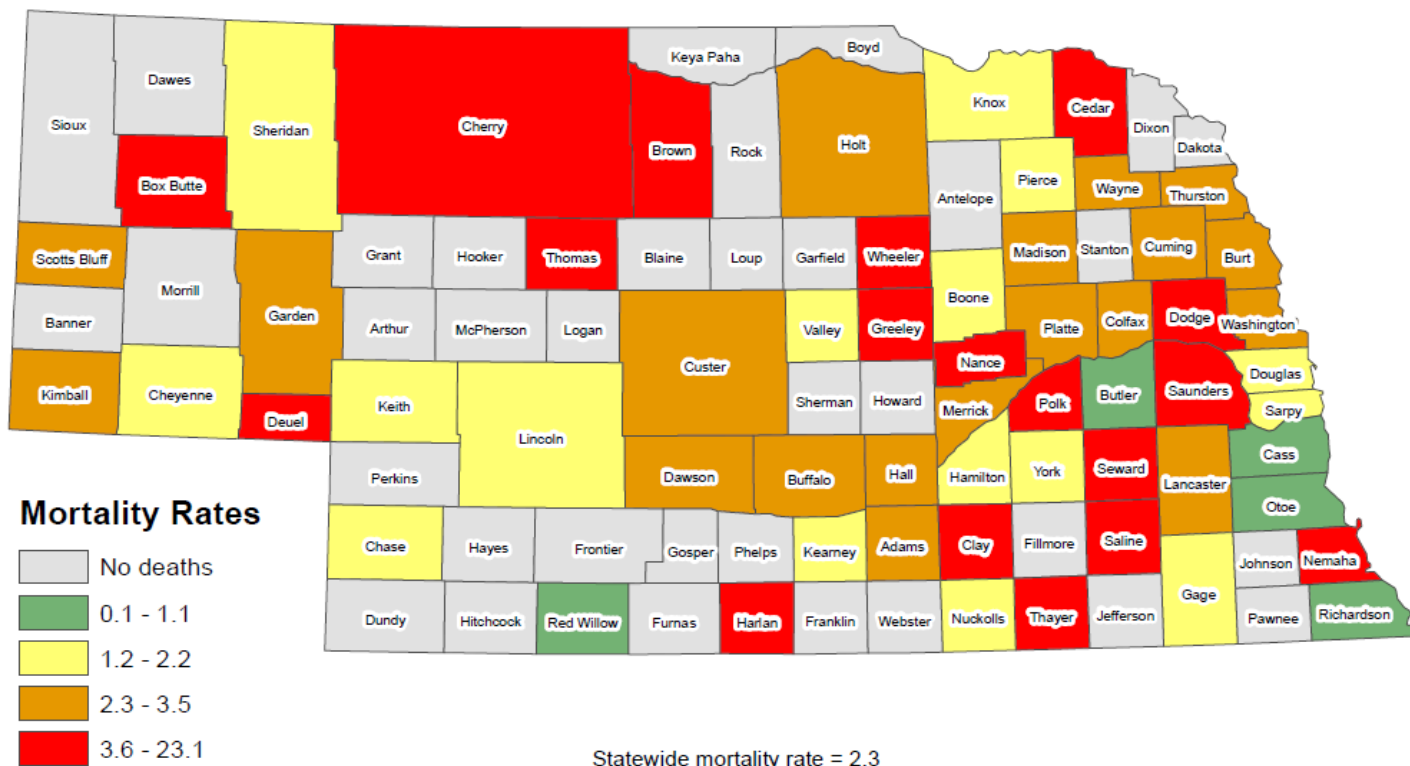 Keya Paha
Boyd
Dawes
Knox
Cedar
Sioux
Sheridan
Cherry
Brown
Rock
Holt
Dixon
Dakota
Box Butte
Antelope
Pierce
Wayne
Thurston
Scotts Bluff
Morrill
Grant
Hooker
Thomas
Blaine
Loup
Garfield
Wheeler
Madison
Stanton
Cuming
Burt
Banner
Garden
Arthur
McPherson
Logan
Valley
Greeley
Boone
Platte
Colfax
Dodge
Washington
Kimball
Cheyenne
Deuel
Keith
Lincoln
Custer
Sherman
Howard
Nance
Merrick
Polk
Butler
Saunders
Douglas
Sarpy
Perkins
Dawson
Buffalo
Hall
Hamilton
York
Seward
Lancaster
Cass
Otoe
Chase
Hayes
Frontier
Gosper
Phelps
Kearney
Adams
Clay
Fillmore
Saline
Gage
Johnson
Nemaha
Dundy
Hitchcock
Red Willow
Furnas
Harlan
Franklin
Webster
Nuckolls
Thayer
Jefferson
Pawnee
Richardson
Mortality Rates
No deaths
0.1 - 1.1
1.2 - 2.2
2.3 - 3.5
3.6 - 23.1
Statewide mortality rate = 2.3